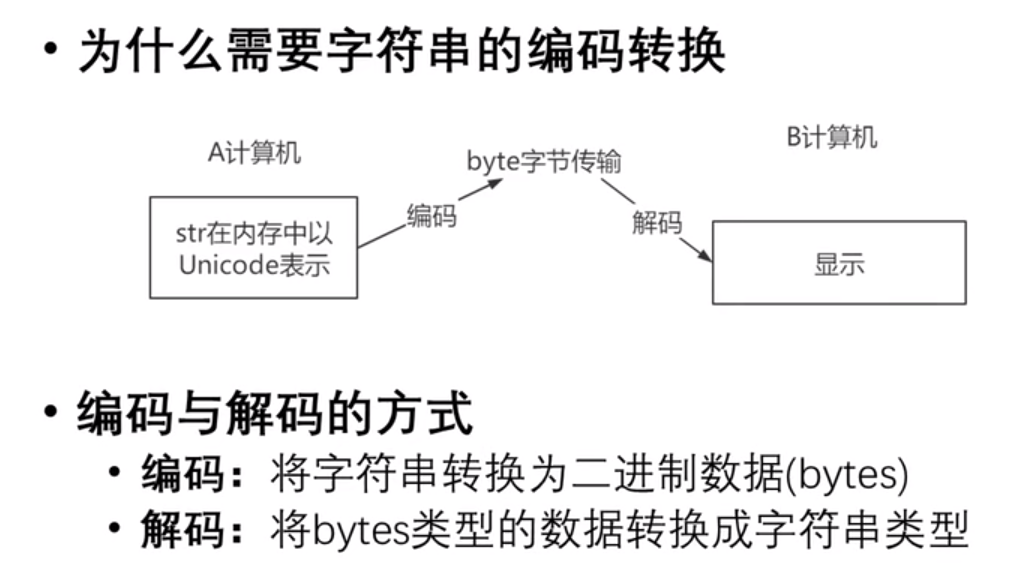 • 为什么需要字符串的编码转换
A计算机
byte字节传输
B计算机
编码
解码
str在内存中以
Unicode表示
显示
• 编码与解码的方式
• 编码：将字符串转换为二进制数据(bytes)
• 解码：将bytes类型的数据转换成字符串类型